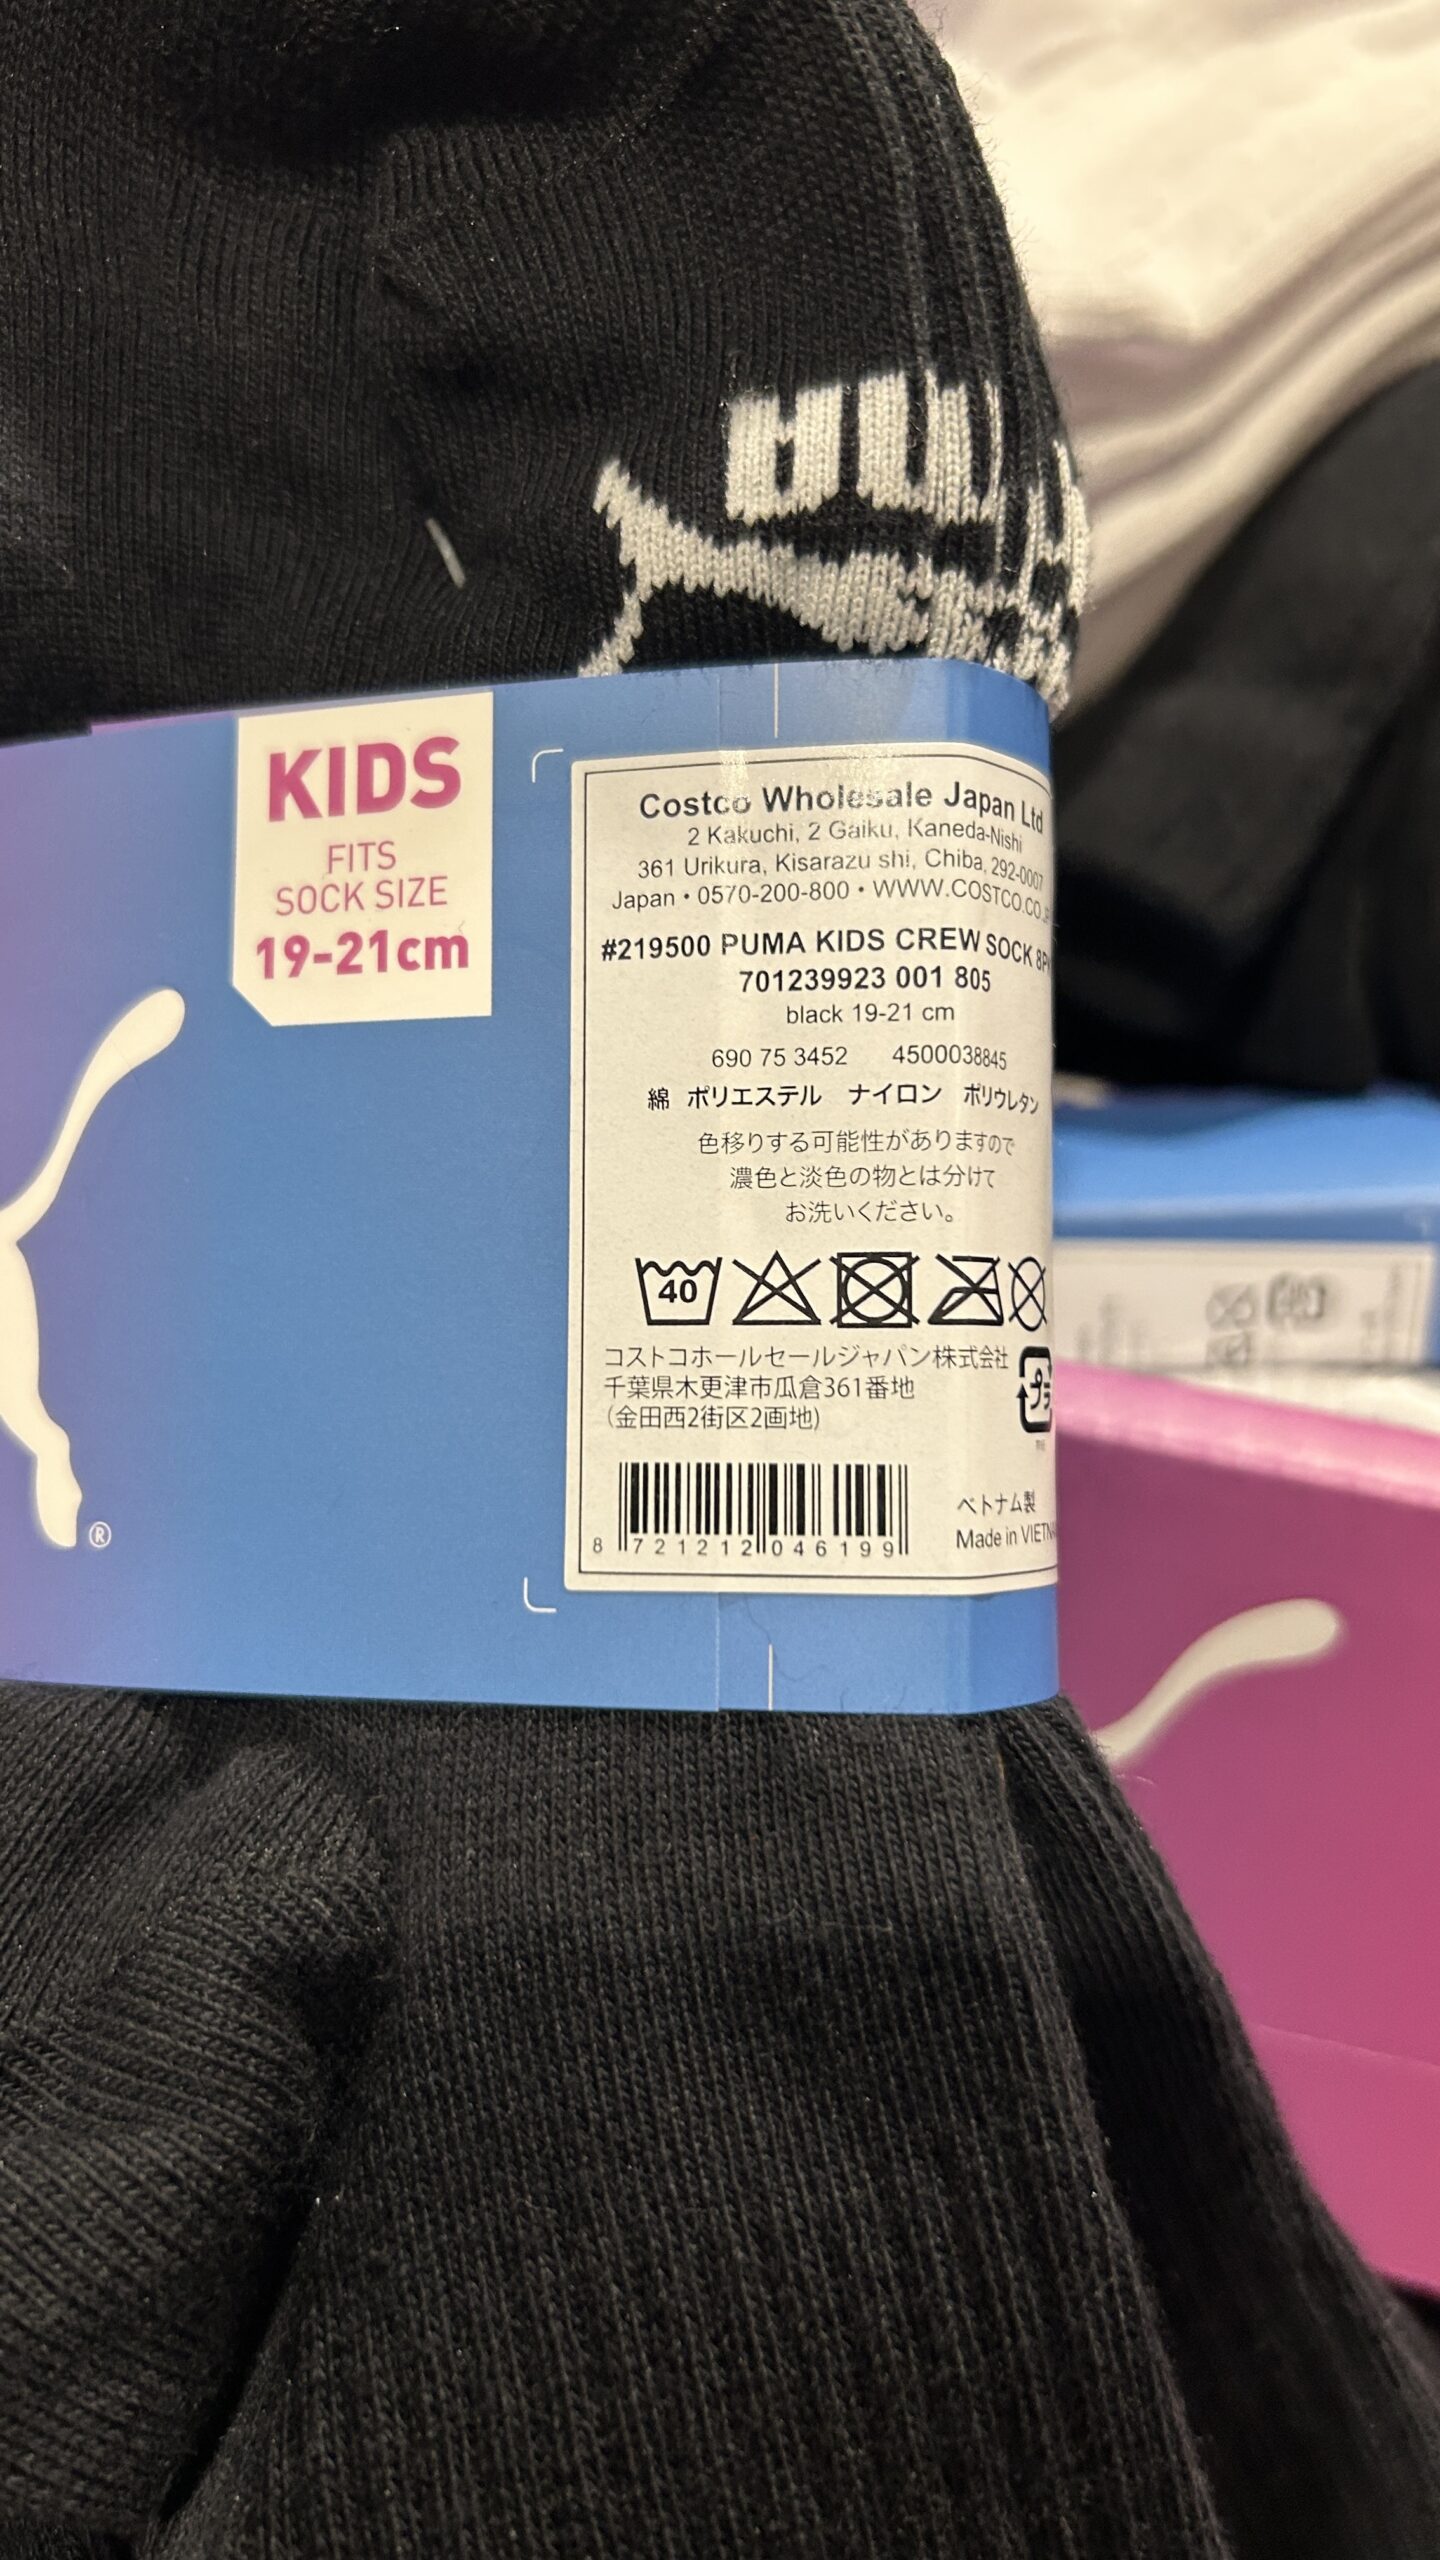 KIDS
FITS
SOCK SIZE
19-21cm
®
Costco Wholesale Japan Ltd
2 Kakuchi, 2 Gaiku, Kaneda-Nishi
361 Urikura, Kisarazu shi, Chiba, 292-0007
Japan • 0570-200-800 • WWW.COSTCO.CO.
#219500 PUMA KIDS CREW SOCK
701239923 001 805
black 19-21 cm
690 75 3452 4500038845
綿 ポリエステル ナイロン ポリウレタン
色移りする可能性がありますので
濃色と淡色の物とは分けて
お洗いください。
40
コストコホールセールジャパン株式会社
千葉県木更津市瓜倉361番地
(金田西2街区2画地)
プラ
8 721212 046199
ベトナム製
Made in